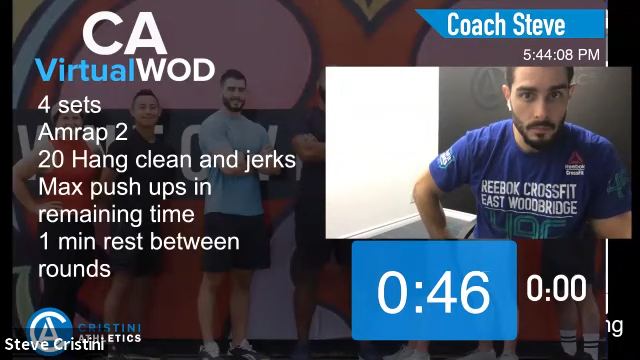 CA
VirtualWOD
Coach Steve
5:44:08 PM
4 sets
Amrap 2
20 Hang clean and jerks
Max push ups in
remaining time
1 min rest between
rounds
Reebok
CrossFit
REEBOK CROSSFIT
EAST WOODBRIDGE
0:46
0:00
CRISTINI
ATHLETICS
Steve Cristini